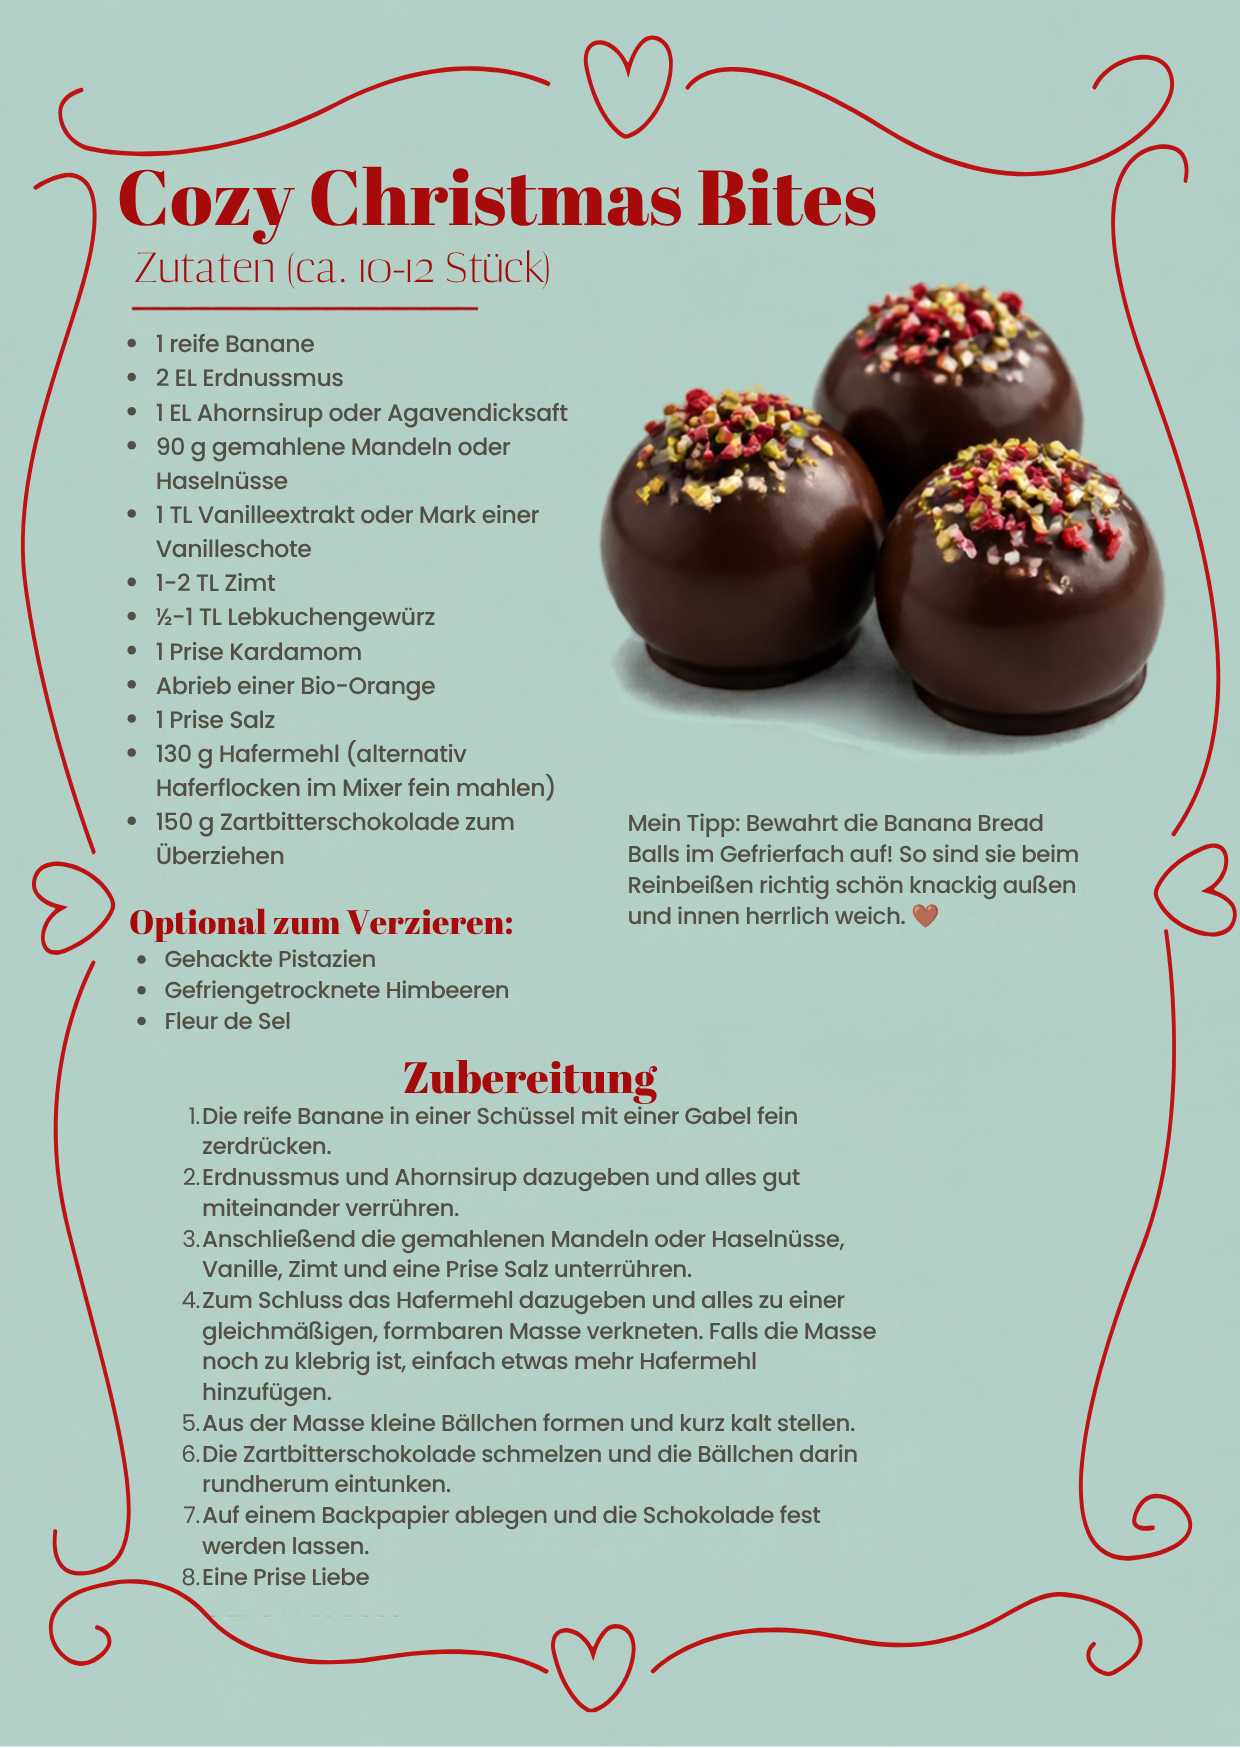 Cozy Christmas Bites
Zutaten (ca. 10-12 Stück)
• 1 reife Banane
• 2 EL Erdnussmus
• 1 EL Ahornsirup oder Agavendicksaft
• 90 g gemahlene Mandeln oder
Haselnüsse
• 1 TL Vanilleextrakt oder Mark einer
Vanilleschote
• 1-2 TL Zimt
• ½-1 TL Lebkuchengewürz
• 1 Prise Kardamom
• Abrieb einer Bio-Orange
• 1 Prise Salz
• 130 g Hafermehl (alternativ
Haferflocken im Mixer fein mahlen)
• 150 g Zartbitterschokolade zum
Überziehen
Mein Tipp: Bewahrt die Banana Bread
Balls im Gefrierfach auf! So sind sie beim
Reinbeißen richtig schön knackig außen
und innen herrlich weich. 🤎
Optional zum Verzieren:
• Gehackte Pistazien
• Gefriengetrocknete Himbeeren
• Fleur de Sel
Zubereitung
1. Die reife Banane in einer Schüssel mit einer Gabel fein
zerdrücken.
2. Erdnussmus und Ahornsirup dazugeben und alles gut
miteinander verrühren.
3. Anschließend die gemahlenen Mandeln oder Haselnüsse,
Vanille, Zimt und eine Prise Salz unterrühren.
4. Zum Schluss das Hafermehl dazugeben und alles zu einer
gleichmäßigen, formbaren Masse verkneten. Falls die Masse
noch zu klebrig ist, einfach etwas mehr Hafermehl
hinzufügen.
5. Aus der Masse kleine Bällchen formen und kurz kalt stellen.
6. Die Zartbitterschokolade schmelzen und die Bällchen darin
rundherum eintunken.
7. Auf einem Backpapier ablegen und die Schokolade fest
werden lassen.
8. Eine Prise Liebe